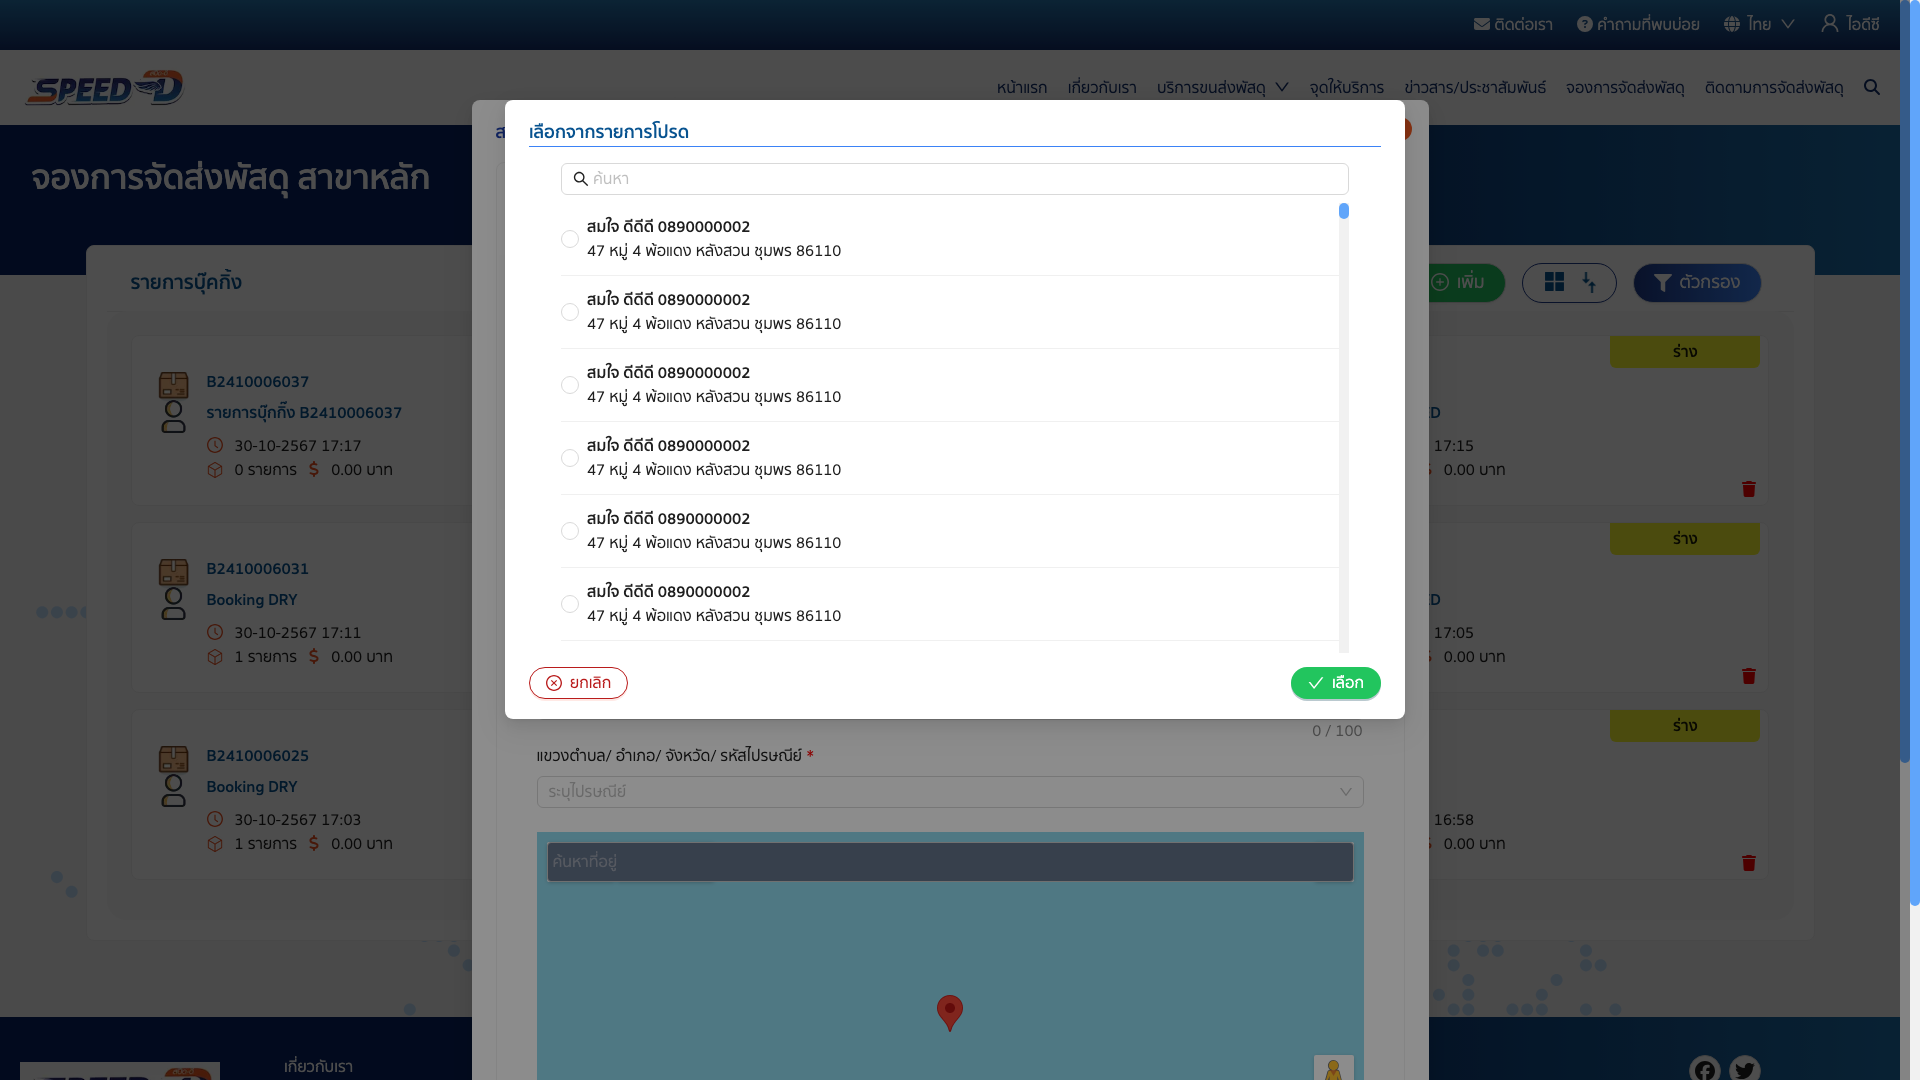 ติดต่อเรา
คำถามที่พบบ่อย
ไทย
ไอดีซี
SPEED-D
หน้าแรก
เกี่ยวกับเรา
บริการขนส่งพัสดุ
จุดให้บริการ
ข่าวสาร/ประชาสัมพันธ์
จองการจัดส่งพัสดุ
ติดตามการจัดส่งพัสดุ
จองการจัดส่งพัสดุ สาขาหลัก
เลือกจากรายการโปรด
ค้นหา
สมใจ ดีดีดี 0890000002
47 หมู่ 4 พ้อแดง หลังสวน ชุมพร 86110
สมใจ ดีดีดี 0890000002
47 หมู่ 4 พ้อแดง หลังสวน ชุมพร 86110
สมใจ ดีดีดี 0890000002
47 หมู่ 4 พ้อแดง หลังสวน ชุมพร 86110
สมใจ ดีดีดี 0890000002
47 หมู่ 4 พ้อแดง หลังสวน ชุมพร 86110
สมใจ ดีดีดี 0890000002
47 หมู่ 4 พ้อแดง หลังสวน ชุมพร 86110
สมใจ ดีดีดี 0890000002
47 หมู่ 4 พ้อแดง หลังสวน ชุมพร 86110
ยกเลิก
เลือก
0 / 100
แขวงตำบล/ อำเภอ/ จังหวัด/ รหัสไปรษณีย์ *
ระบุไปรษณีย์
ค้นหาที่อยู่
รายการบุ๊คกิ้ง
เพิ่ม
ตัวกรอง
B2410006037
รายการบุ๊กกิ๊ง B2410006037
30-10-2567 17:17
0 รายการ $ 0.00 บาท
B2410006031
Booking DRY
30-10-2567 17:11
1 รายการ $ 0.00 บาท
B2410006025
Booking DRY
30-10-2567 17:03
1 รายการ $ 0.00 บาท
ร่าง
D
17:15
0.00 บาท
ร่าง
D
17:05
0.00 บาท
ร่าง
16:58
0.00 บาท
เกี่ยวกับเรา